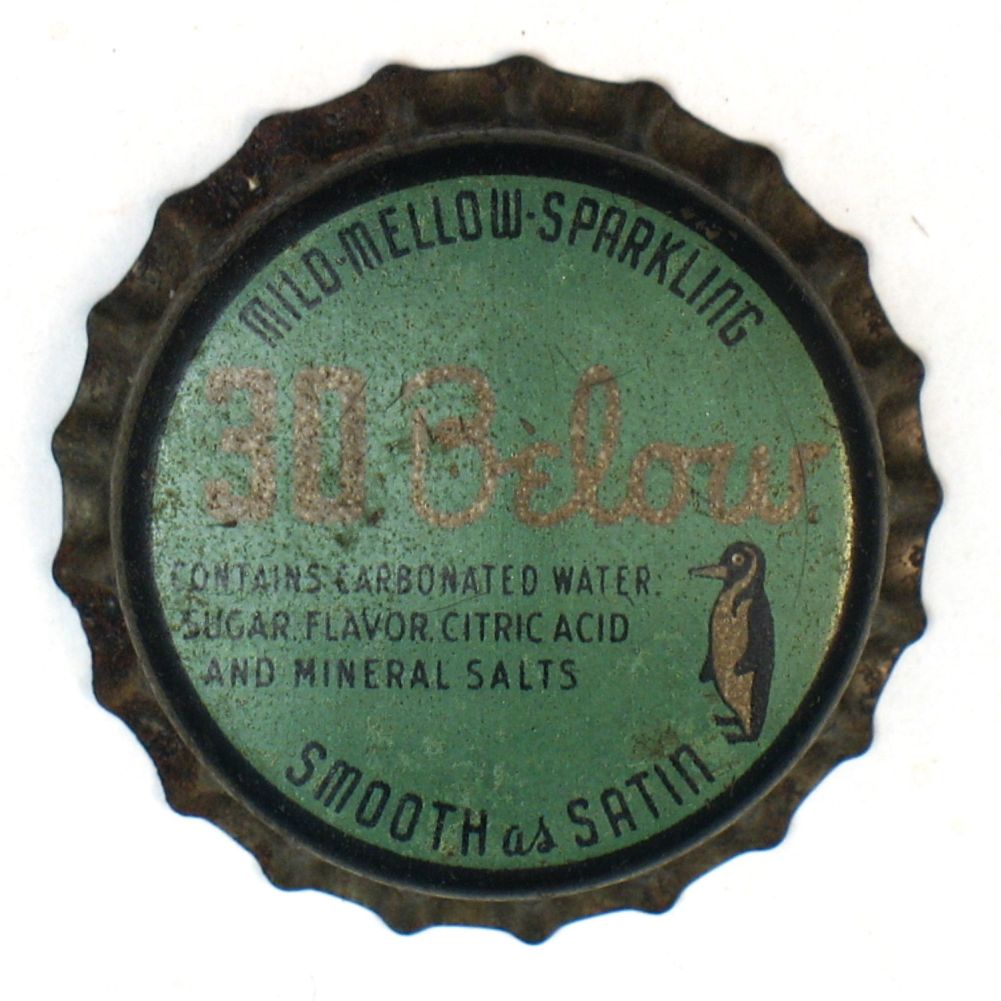 MILD-MELLOW-SPARKLING
30 Below
CONTAINS CARBONATED WATER,
SUGAR, FLAVOR, CITRIC ACID
AND MINERAL SALTS
SMOOTH as SATIN